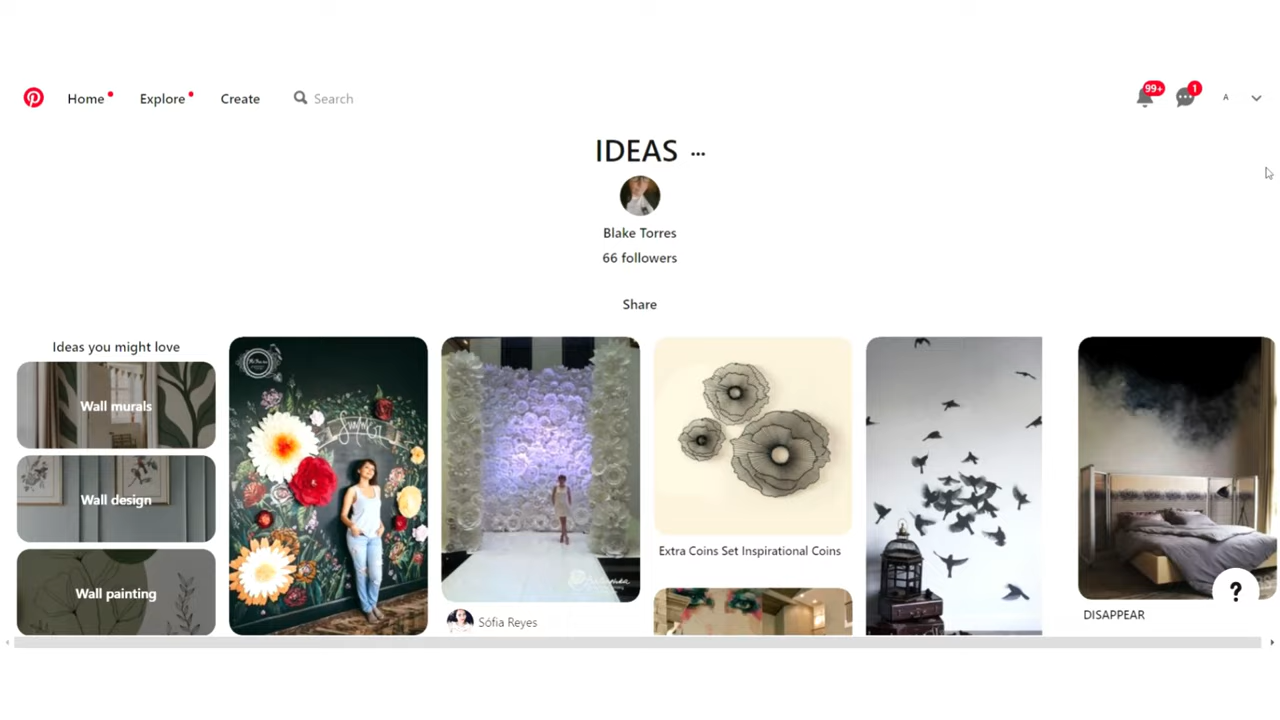 Home
Explore
Create
Search
99+
1
A
IDEAS ...
Blake Torres
66 followers
Share
Ideas you might love
Wall murals
Wall design
Wall painting
Sófia Reyes
Extra Coins Set Inspirational Coins
DISAPPEAR
?